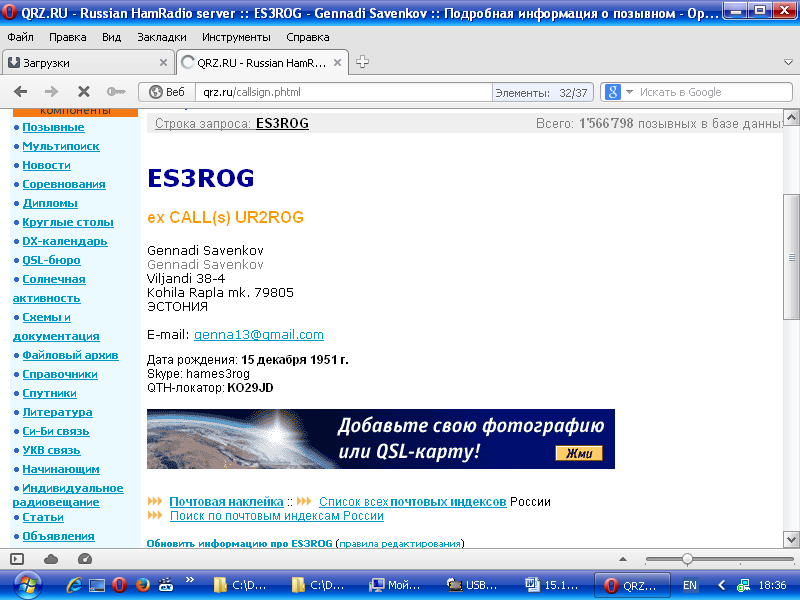 QRZ.RU - Russian HamRadio server :: ES3ROG - Gennadi Savenkov :: Подробная информация о позывном - Op...
Файл Правка Вид Закладки Инструменты Справка
Загрузки QRZ.RU - Russian HamR...
Веб qrz.ru/callsign.phtml Элементы: 32/37 Искать в Google
компоненты
Строка запроса: ES3ROG Всего: 1'566'798 позывных в базе данны
Позывные
Мультипоиск
Новости
Соревнования
Дипломы
Круглые столы
DX-календарь
QSL-бюро
Солнечная
активность
Схемы и
документация
Файловый архив
Справочники
Спутники
Литература
Си-Би связь
УКВ связь
Начинающим
Индивидуальное
радиовещание
Статьи
Объявления
ES3ROG
ex CALL(s) UR2ROG
Gennadi Savenkov
Gennadi Savenkov
Viljandi 38-4
Kohila Rapla mk. 79805
ЭСТОНИЯ
E-mail: genna13@gmail.com
Дата рождения: 15 декабря 1951 г.
Skype: hames3rog
QTH-локатор: KO29JD
Добавьте свою фотографию
или QSL-карту! Жми
Почтовая наклейка :: Список всех почтовых индексов России
Поиск по почтовым индексам России
Обновить информацию про ES3ROG (правила редактирования)
C:\D... C:\D... Мой... USB... 15.1... QRZ... EN 18:36